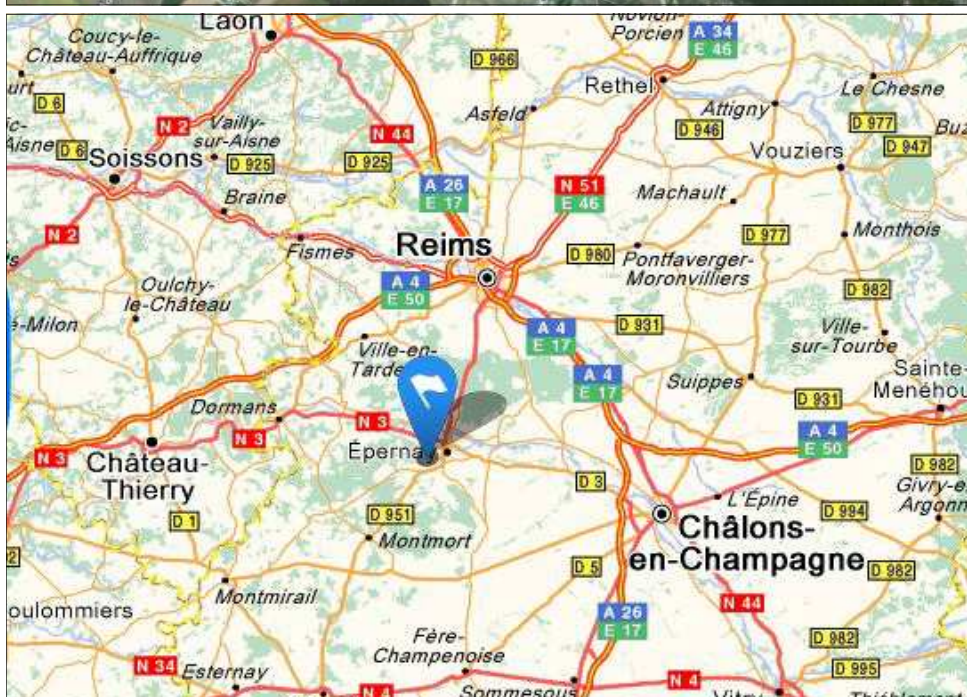 Laon
Coucy-le-
Château-Auffrique
Porcien
A 34
E 46
D 966
Rethel
Le Chesne
D 6
Asfeld
Attigny
N 2
Vailly-
sur-Aisne
N 44
D 946
D 977
D 947
Aisne
D 6
Soissons
D 925
D 925
Vouziers
A 26
E 17
N 51
E 46
Machault
Braine
N 2
Reims
D 977
Monthois
Fismes
D 980
Pontfaverger-
Moronvilliers
Oulchy-
le-Château
A 4
E 50
D 982
A 4
E 17
D 931
Ville-
sur-Tourbe
Ville-en-
A 4
E 17
Suippes
Sainte-
D 931
Dormans
N 3
N 3
A 4
E 50
N 3
Château-
Thierry
D 3
D 982
L'Épine
D 1
D 951
D 994
Montmort
Châlons-
en-Champagne
D 5
D 982
Montmirail
N 44
A 26
E 17
Fère-
Champenoise
D 982
N 34
Esternay
D 995
N 4
Sommesous
N 4
Vitry